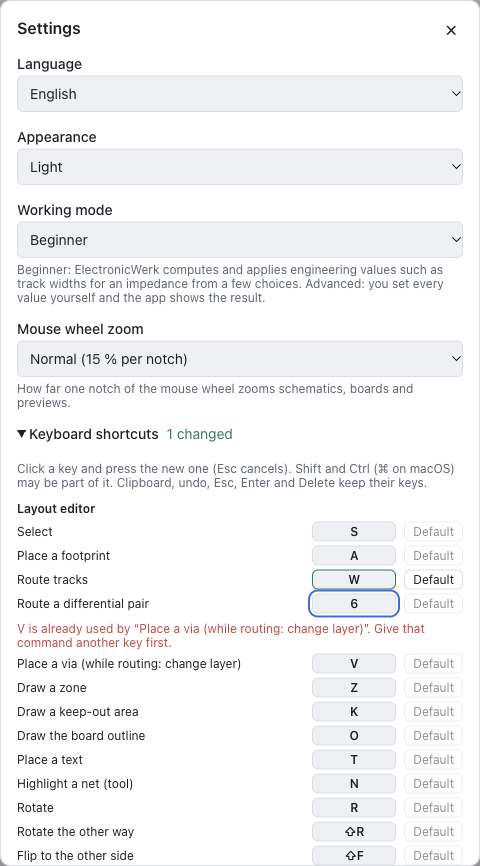 Settings
Language
English
Appearance
Light
Working mode
Beginner
Beginner: ElectronicWerk computes and applies engineering values such as
track widths for an impedance from a few choices. Advanced: you set every
value yourself and the app shows the result.
Mouse wheel zoom
Normal (15 % per notch)
How far one notch of the mouse wheel zooms schematics, boards and
previews.
Keyboard shortcuts 1 changed
Click a key and press the new one (Esc cancels). Shift and Ctrl (⌘ on macOS)
may be part of it. Clipboard, undo, Esc, Enter and Delete keep their keys.
Layout editor
Select S Default
Place a footprint A Default
Route tracks W Default
Route a differential pair 6 Default
V is already used by “Place a via (while routing: change layer)”. Give that
command another key first.
Place a via (while routing: change layer) V Default
Draw a zone Z Default
Draw a keep-out area K Default
Draw the board outline O Default
Place a text T Default
Highlight a net (tool) N Default
Rotate R Default
Rotate the other way ⇧R Default
Flip to the other side ⇧F Default